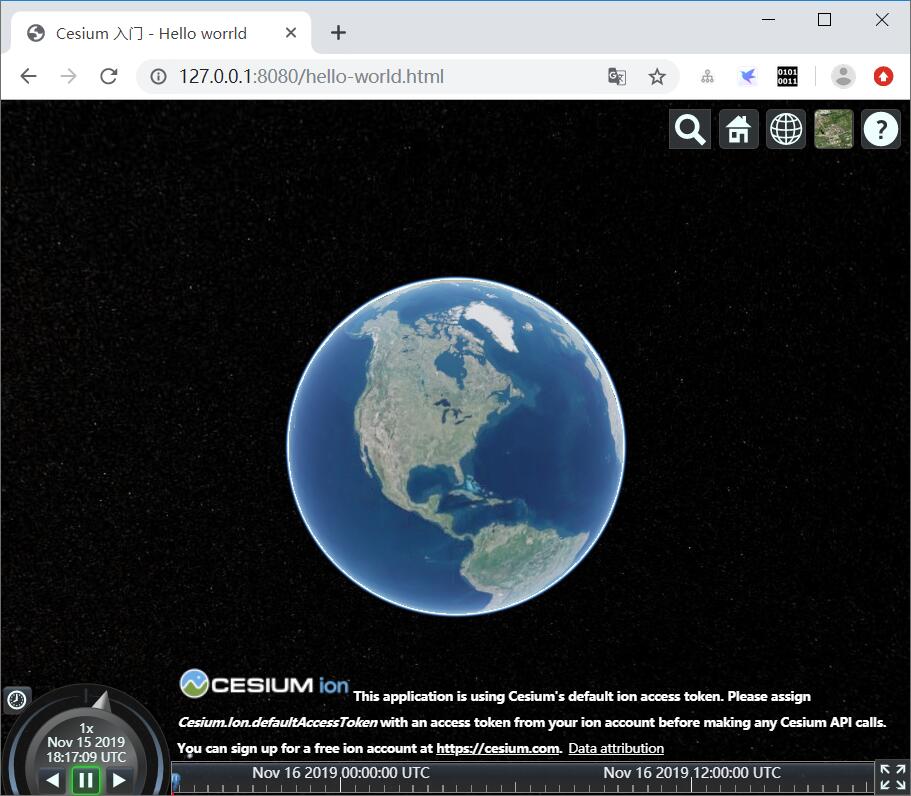 Cesium 入门 - Hello worrld
127.0.0.1:8080/hello-world.html
0101
0011
?
CESIUM ion This application is using Cesium's default ion access token. Please assign
Cesium.Ion.defaultAccessToken with an access token from your ion account before making any Cesium API calls.
You can sign up for a free ion account at https://cesium.com. Data attribution
1x
Nov 15 2019
18:17:09 UTC
Nov 16 2019 00:00:00 UTC
Nov 16 2019 12:00:00 UTC